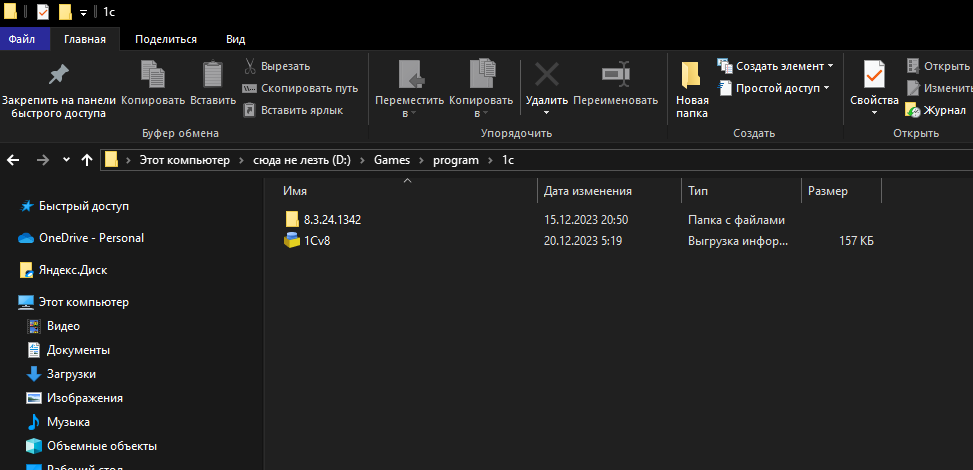 1c
Файл Главная Поделиться Вид
Закрепить на панели
быстрого доступа
Копировать
Вставить
Вырезать
Скопировать путь
Вставить ярлык
Буфер обмена
Переместить
в
Копировать
в
Удалить
Переименовать
Упорядочить
Новая
папка
Создать элемент
Простой доступ
Создать
Свойства
Открыть
Изменить
Журнал
Открыть
Этот компьютер сюда не лезть (D:) Games program 1c
Имя Дата изменения Тип Размер
8.3.24.1342 15.12.2023 20:50 Папка с файлами
1Cv8 20.12.2023 5:19 Выгрузка инфор... 157 КБ
Быстрый доступ
OneDrive - Personal
Яндекс.Диск
Этот компьютер
Видео
Документы
Загрузки
Изображения
Музыка
Объемные объекты
Рабочий стол